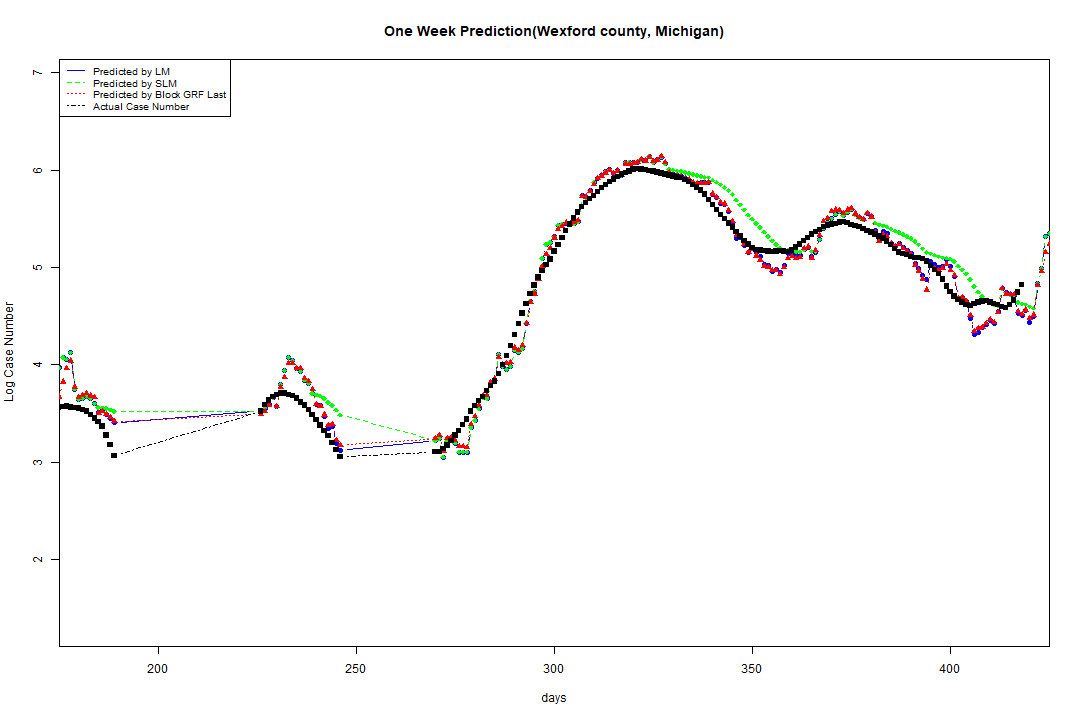 One Week Prediction(Wexford county, Michigan)
Predicted by LM
Predicted by SLM
Predicted by Block GRF Last
Actual Case Number
Log Case Number
7
6
5
4
3
2
200
250
300
350
400
days